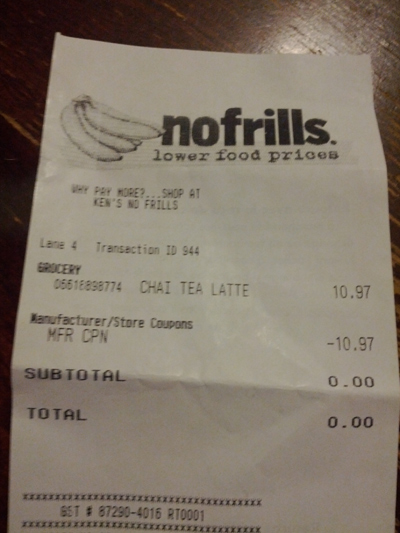 nofrills.
lower food prices
WHY PAY MORE?...SHOP AT
KEN'S NO FRILLS
Lane 4 Transaction ID 944
GROCERY
06618898774 CHAI TEA LATTE 10.97
Manufacturer/Store Coupons
MFR CPN -10.97
SUBTOTAL 0.00
TOTAL 0.00
xxxxxxxxxxxxxxxxxxxxxxxxxxxxxxxxxxxxxxxx
GST # 87290-4016 RT0001
xxxxxxxxxxxxxxxxxxxxxxxxxxxxxxxxxxxxxxxx